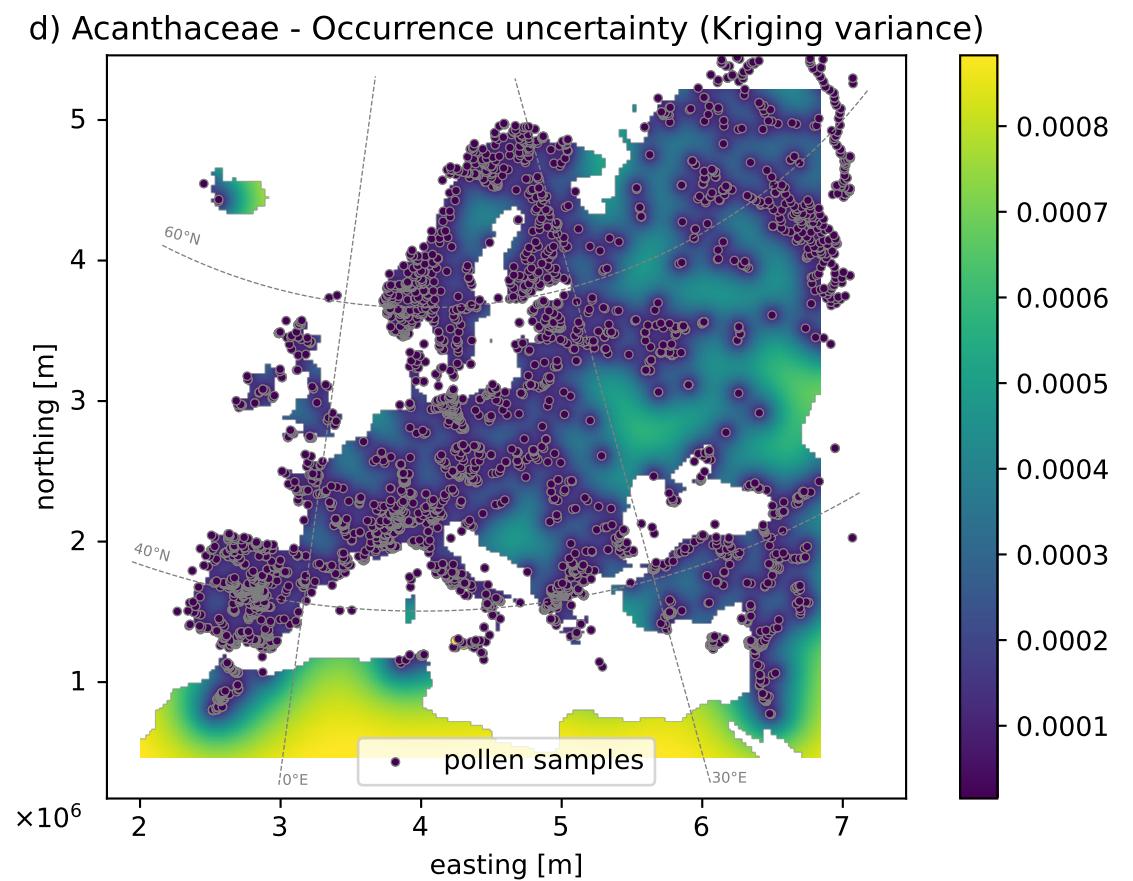 d) Acanthaceae - Occurrence uncertainty (Kriging variance)
5
4
3
2
1
northing [m]
60°N
40°N
0°E
30°E
pollen samples
×10⁶
2 3 4 5 6 7
easting [m]
0.0008
0.0007
0.0006
0.0005
0.0004
0.0003
0.0002
0.0001